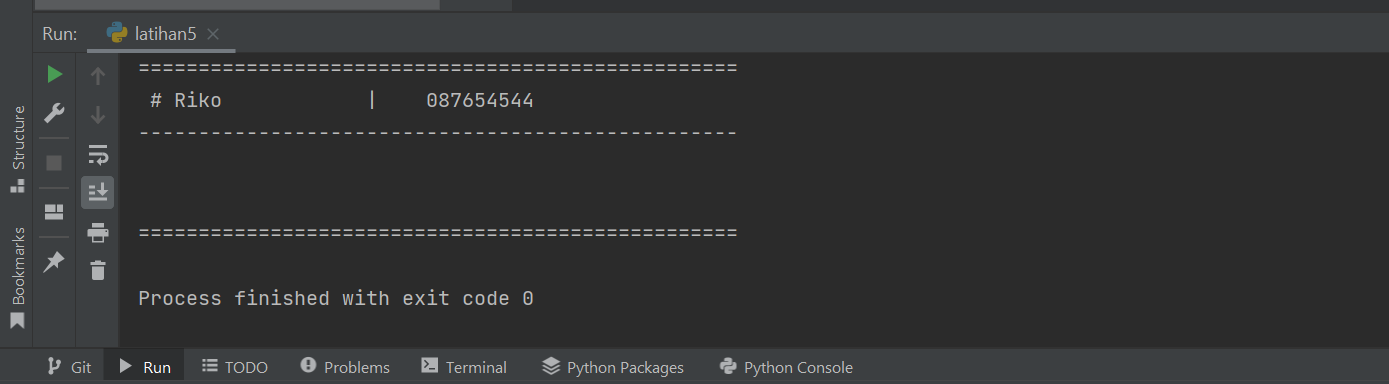 Run: latihan5
==================================================
# Riko | 087654544
--------------------------------------------------
==================================================
Process finished with exit code 0
Structure
Bookmarks
Git Run TODO Problems Terminal Python Packages Python Console